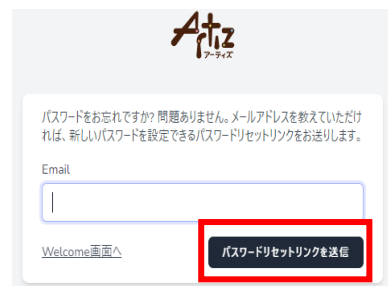 Artiz
アーティズ
パスワードをお忘れですか? 問題ありません。メールアドレスを教えていただけ
れば、新しいパスワードを設定できるパスワードリセットリンクをお送りします。
Email
Welcome画面へ
パスワードリセットリンクを送信